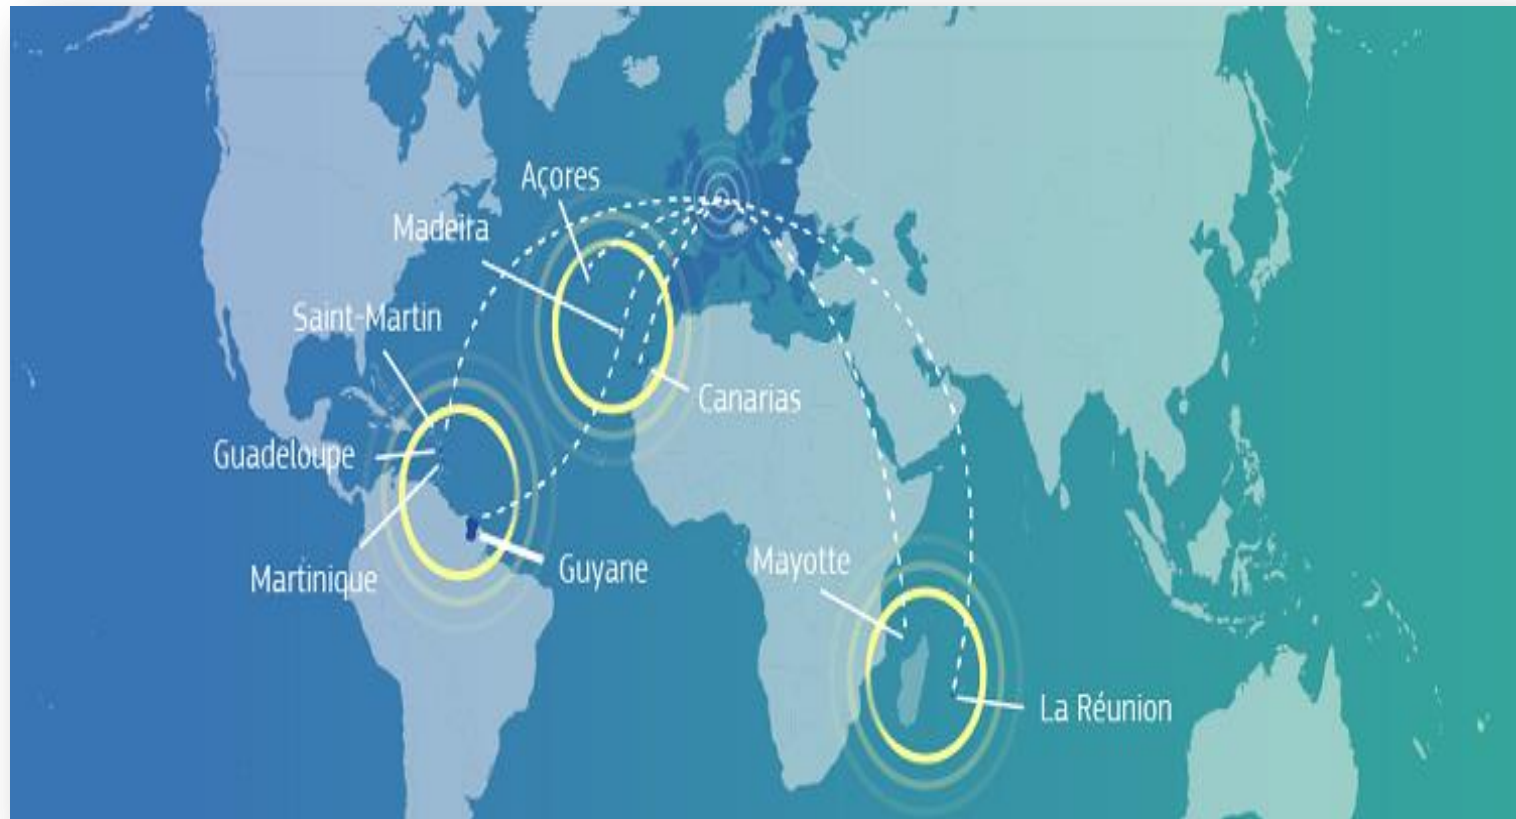 Açores
Madeira
Saint-Martin
Canarias
Guadeloupe
Martinique
Guyane
Mayotte
La Réunion